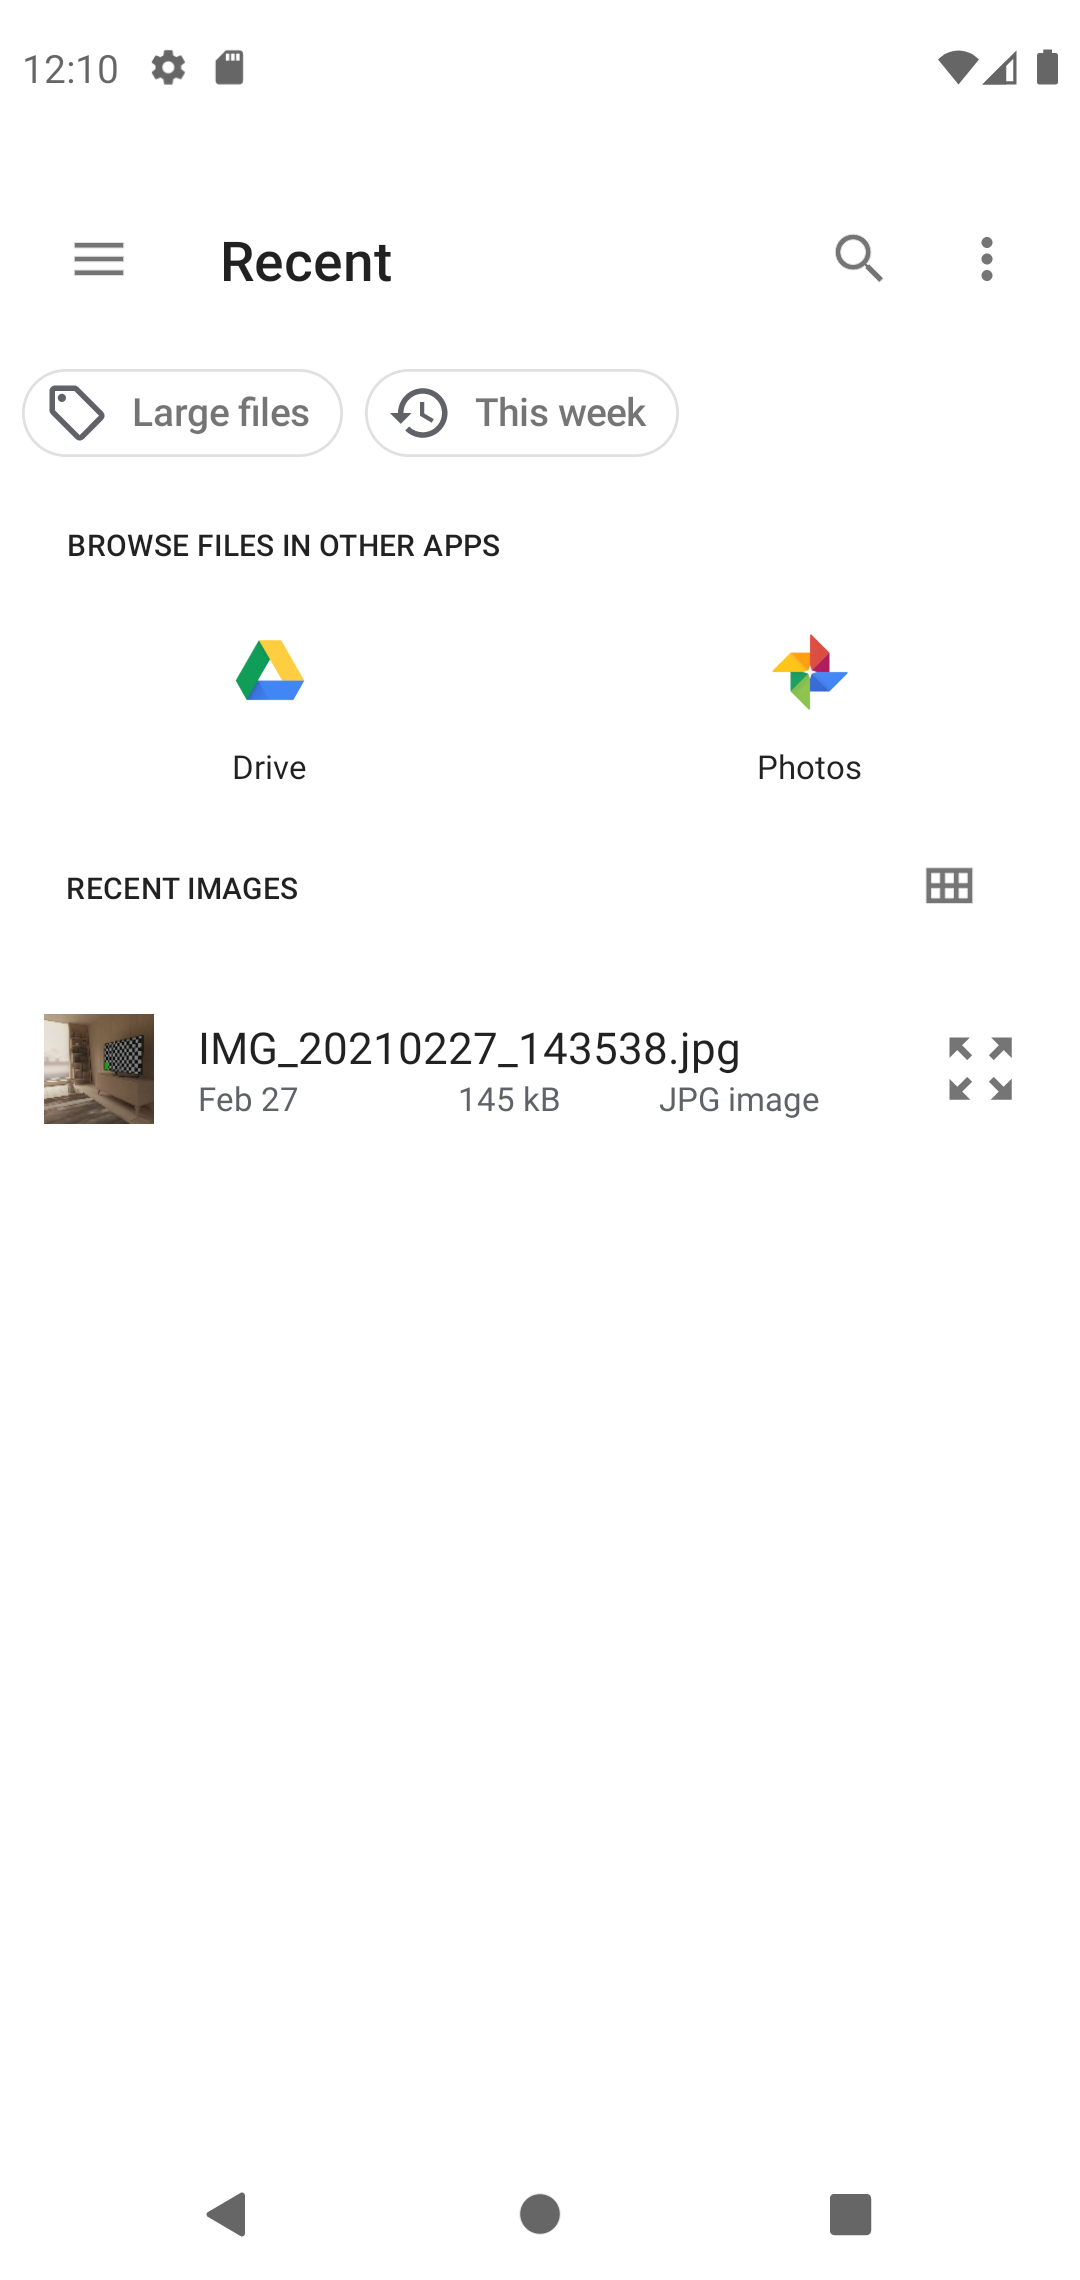 12:10
Recent
Large files
This week
BROWSE FILES IN OTHER APPS
Drive
Photos
RECENT IMAGES
IMG_20210227_143538.jpg
Feb 27 145 kB JPG image